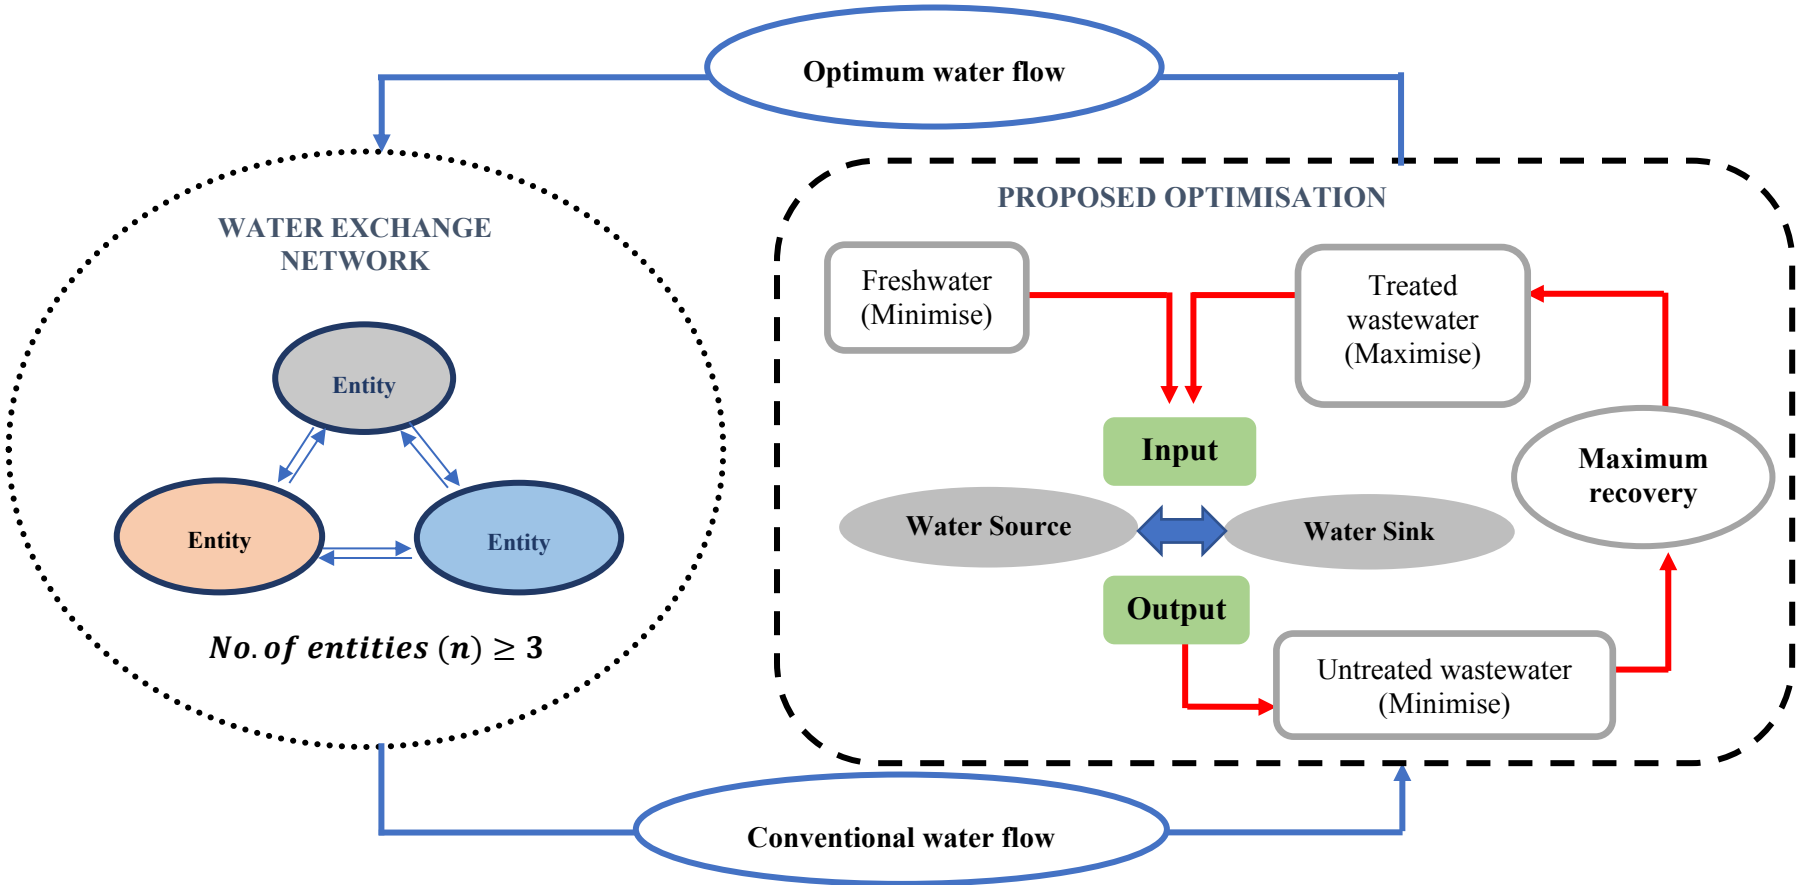 Optimum water flow
WATER EXCHANGE
NETWORK
Entity
Entity
Entity
No. of entities (n) ≥ 3
PROPOSED OPTIMISATION
Freshwater
(Minimise)
Treated
wastewater
(Maximise)
Input
Maximum
recovery
Water Source
Water Sink
Output
Untreated wastewater
(Minimise)
Conventional water flow